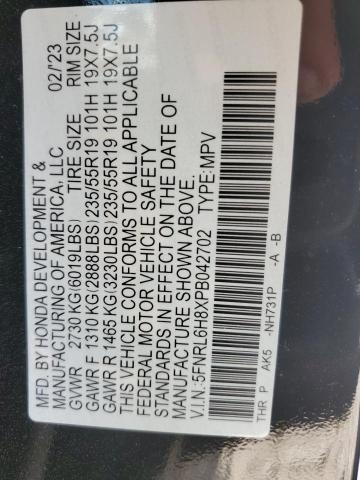 MFD. BY HONDA DEVELOPMENT &
MANUFACTURING OF AMERICA, LLC 02/23
GVWR 2730 KG(6019LBS) TIRE SIZE RIM SIZE
GAWR F 1310 KG(2888LBS) 235/55R19 101H 19X7.5J
GAWR R 1465 KG(3230LBS) 235/55R19 101H 19X7.5J
THIS VEHICLE CONFORMS TO ALL APPLICABLE
FEDERAL MOTOR VEHICLE SAFETY
STANDARDS IN EFFECT ON THE DATE OF
MANUFACTURE SHOWN ABOVE.
V.I.N.:5FNRL6H8XPB042702 TYPE:MPV
THR P AK5 -NH731P -A -B